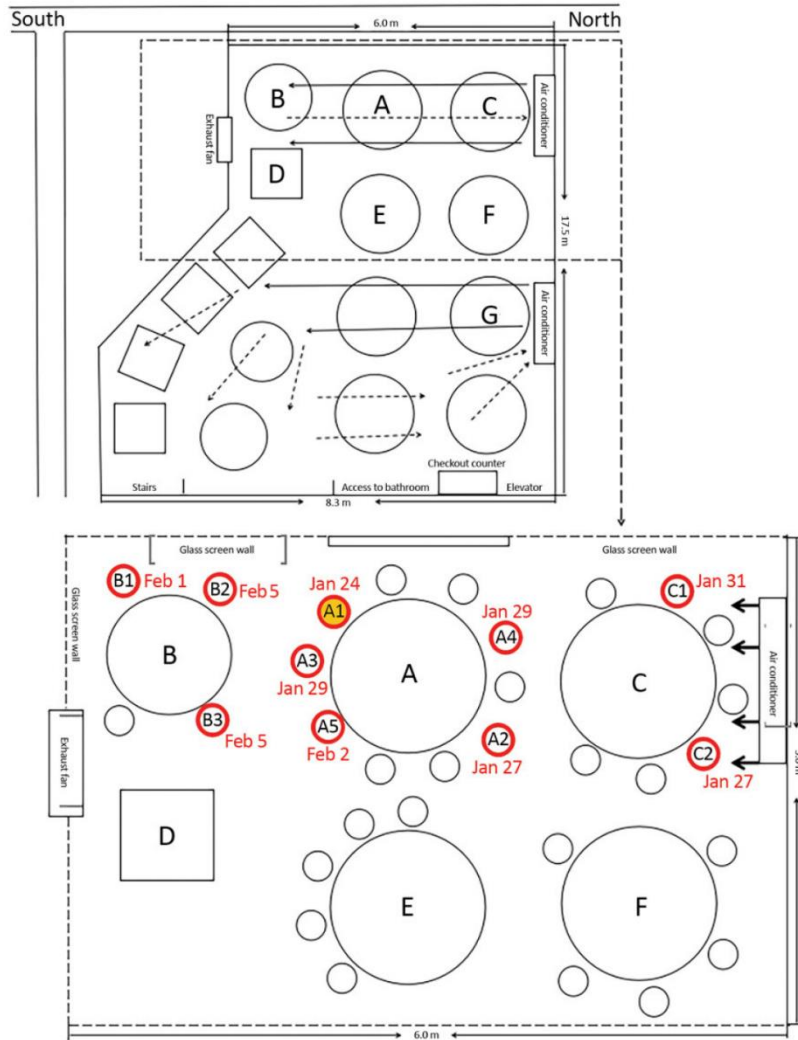 South
6.0 m
North
B
A
C
Air conditioner
Exhaust fan
D
E
F
17.5 m
G
Air conditioner
Checkout counter
Stairs
Access to bathroom
Elevator
8.3 m
Glass screen wall
Glass screen wall
B1 Feb 1
B2 Feb 5
Jan 24
A1
C1 Jan 31
Glass screen wall
Jan 29
A4
B
A3
Jan 29
A
C
Air conditioner
B3
Feb 5
A5
Feb 2
A2
Jan 27
C2
Jan 27
Exhaust fan
D
E
F
6.0 m